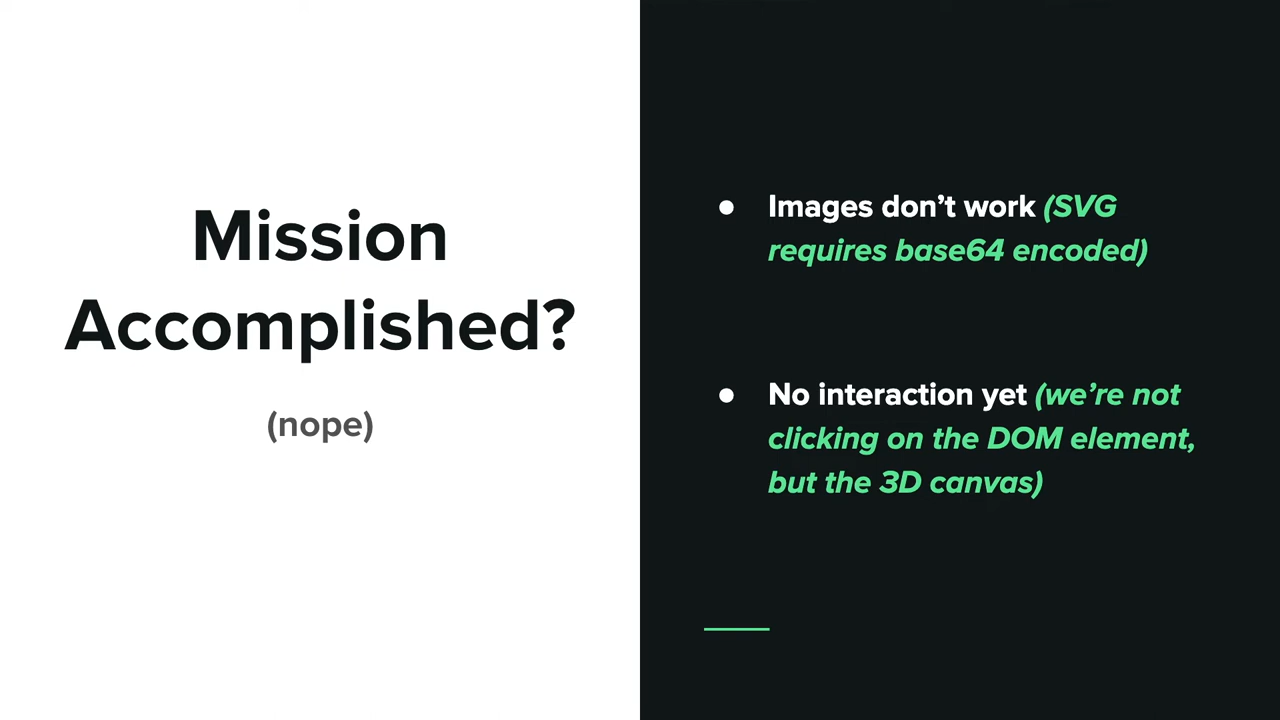 Mission
Accomplished?
(nope)
● Images don’t work (SVG
requires base64 encoded)
● No interaction yet (we’re not
clicking on the DOM element,
but the 3D canvas)